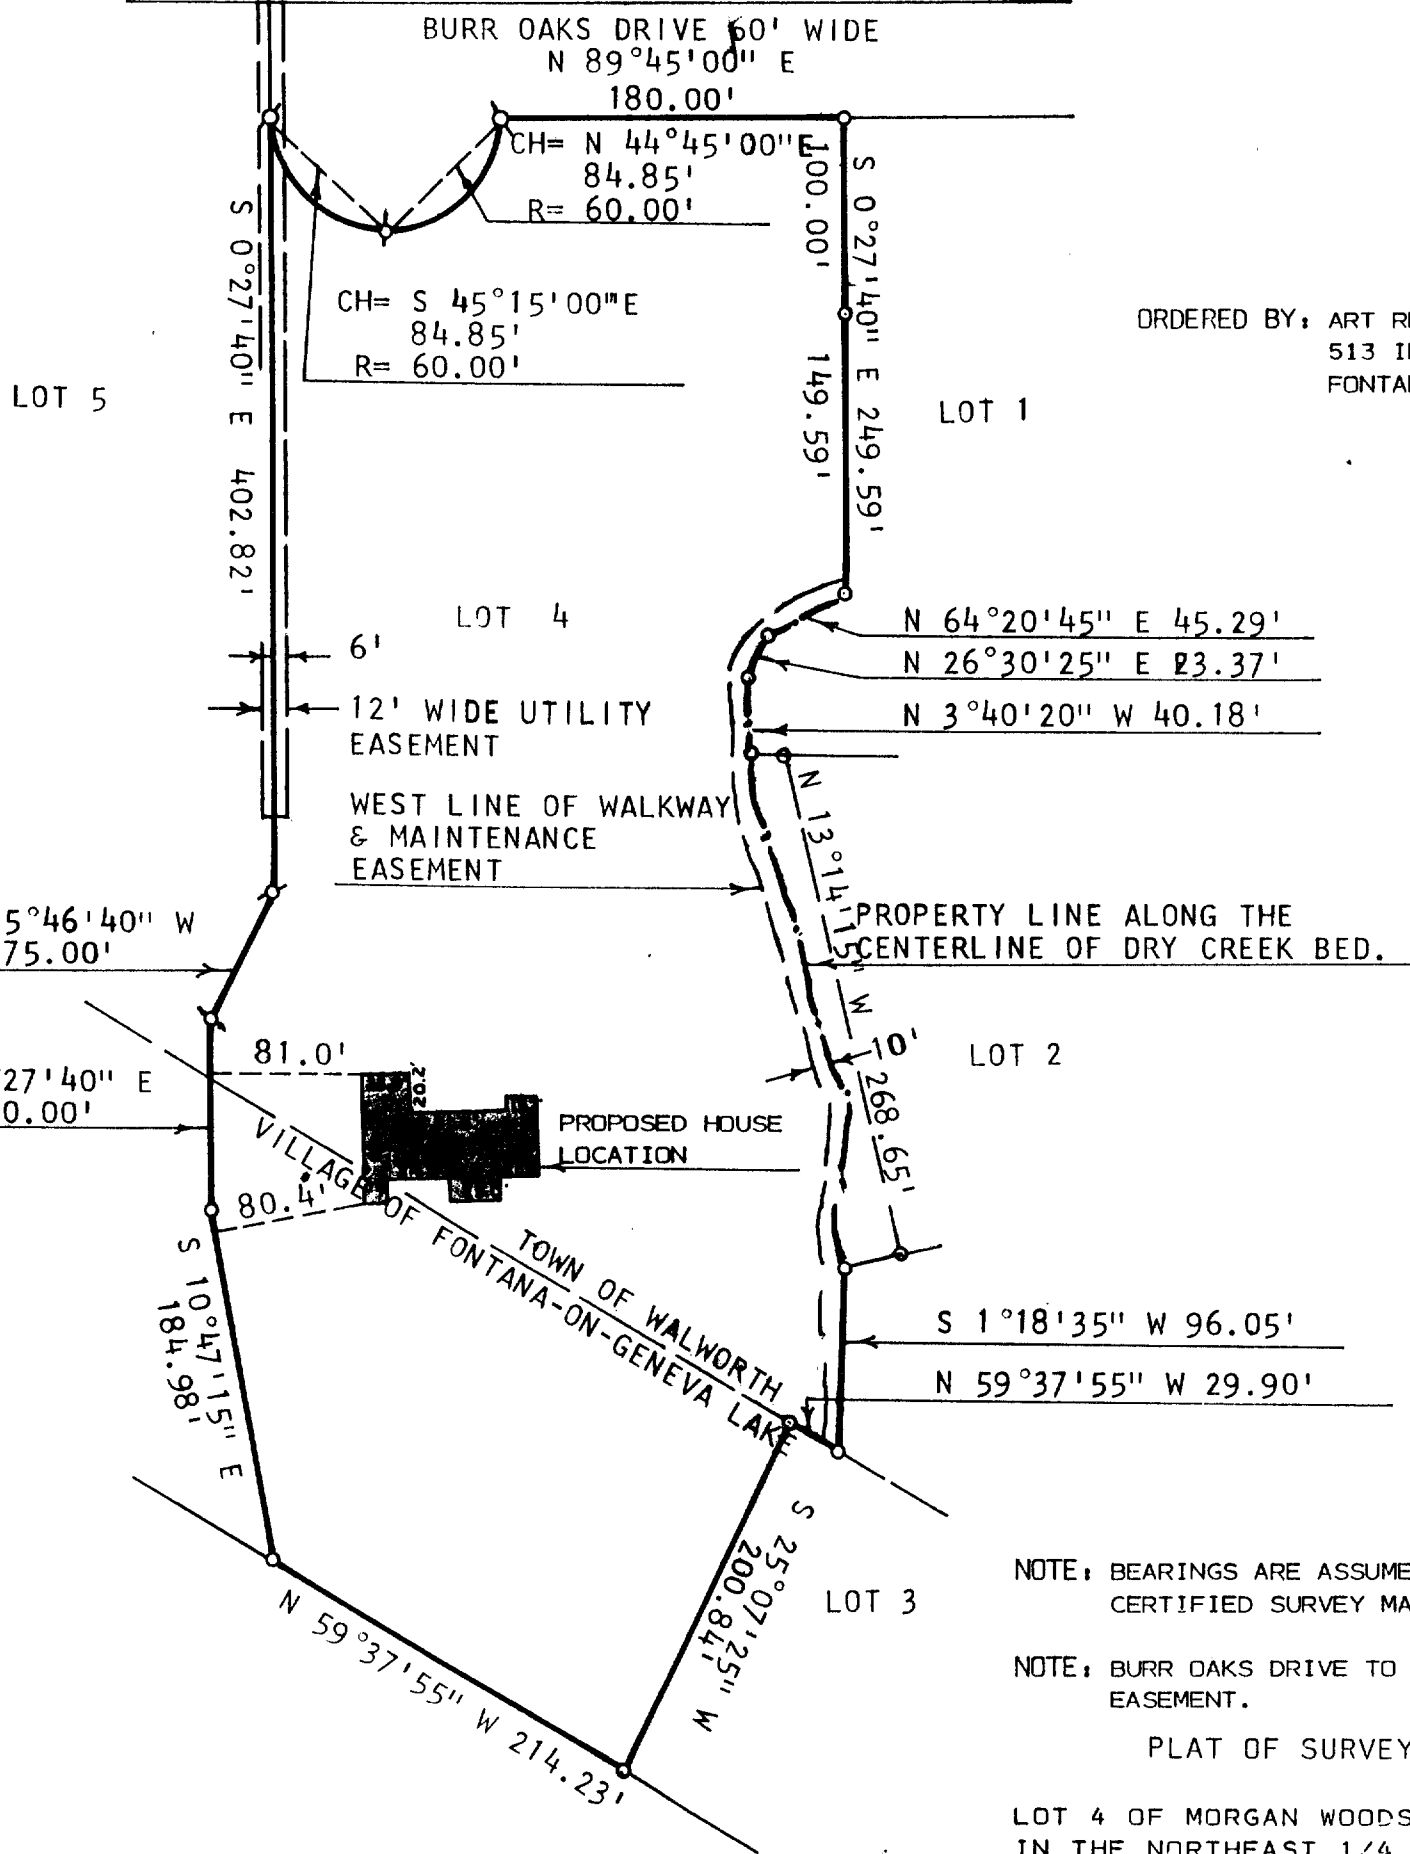 BURR OAKS DRIVE 60' WIDE
N 89°45'00" E
180.00'
CH= N 44°45'00"E
84.85'
R= 60.00'
100.00'
S 0°27'40" E 249.59'
149.59'
S 0°27'40" E 402.82'
CH= S 45°15'00"E
84.85'
R= 60.00'
ORDERED BY: ART
513
LOT 5
LOT 1
LOT 4
N 64°20'45" E 45.29'
N 26°30'25" E 23.37'
N 3°40'20" W 40.18'
6'
12' WIDE UTILITY
EASEMENT
WEST LINE OF WALKWAY
& MAINTENANCE
EASEMENT
N 13°14'15" W 268.65'
PROPERTY LINE ALONG THE
CENTERLINE OF DRY CREEK BED.
5°46'40" W
75.00'
10'
LOT 2
81.0'
20.2'
27'40" E
0.00'
PROPOSED HOUSE
LOCATION
80.4'
TOWN OF WALWORTH
VILLAGE OF FONTANA-ON-GENEVA LAKE
S 10°47'15" E
184.98'
S 1°18'35" W 96.05'
N 59°37'55" W 29.90'
S 25°07'25" W
200.84'
LOT 3
N 59°37'55" W 214.23'
NOTE: BEARINGS ARE ASSUME
CERTIFIED SURVEY MA
NOTE: BURR OAKS DRIVE TO
EASEMENT.
PLAT OF SURVEY
LOT 4 OF MORGAN WOODS
IN THE NORTHEAST 1/4